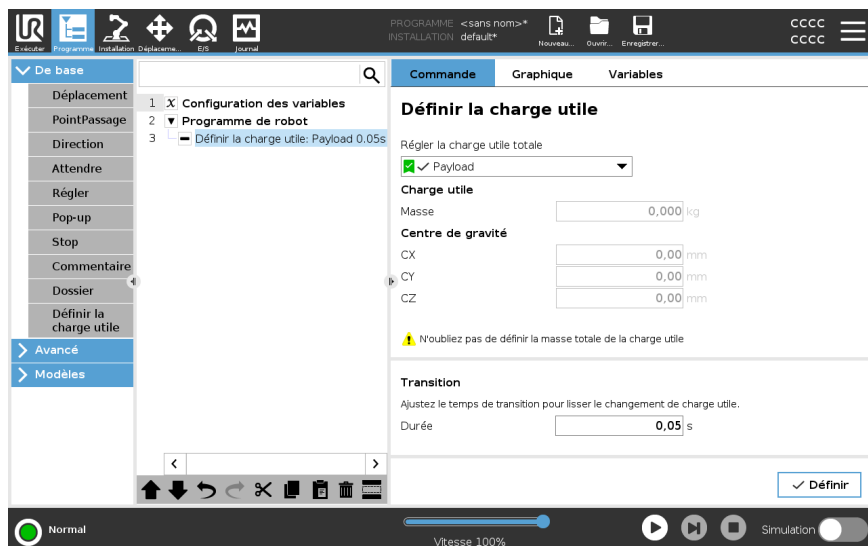 PROGRAMME <sans nom>*
INSTALLATION default*
Exécuter
Programme
Installation
Déplaceme...
E/S
Journal
Nouveau...
Ouvrir...
Enregistrer...
cccc
cccc
De base
Déplacement
PointPassage
Direction
Attendre
Régler
Pop-up
Stop
Commentaire
Dossier
Définir la
charge utile
Avancé
Modèles
1 X Configuration des variables
2 Programme de robot
3 Définir la charge utile: Payload 0.05s
Commande
Graphique
Variables
Définir la charge utile
Régler la charge utile totale
Payload
Charge utile
Masse 0,000 kg
Centre de gravité
CX 0,00 mm
CY 0,00 mm
CZ 0,00 mm
N'oubliez pas de définir la masse totale de la charge utile
Transition
Ajustez le temps de transition pour lisser le changement de charge utile.
Durée 0,05 s
Définir
Normal
Vitesse 100%
Simulation